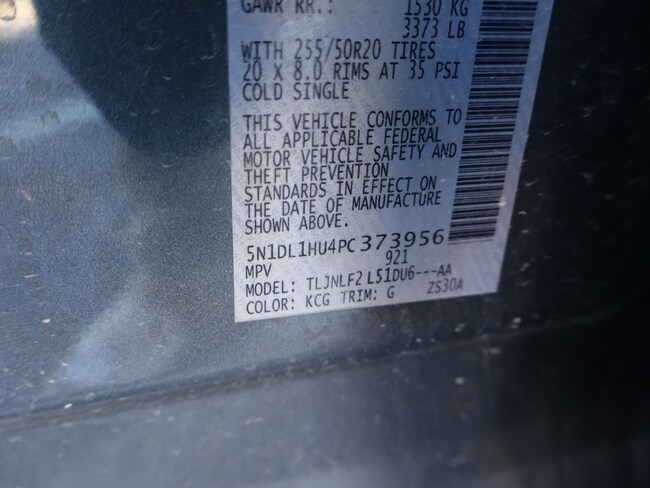 GAWR RR.: 1530 KG
3373 LB
WITH 255/50R20 TIRES
20 X 8.0 RIMS AT 35 PSI
COLD SINGLE
THIS VEHICLE CONFORMS TO
ALL APPLICABLE FEDERAL
MOTOR VEHICLE SAFETY AND
THEFT PREVENTION
STANDARDS IN EFFECT ON
THE DATE OF MANUFACTURE
SHOWN ABOVE.
5N1DL1HU4PC373956
MPV 921
MODEL: TLJNLF2 L51DU6---AA
COLOR: KCG TRIM: G ZS30A